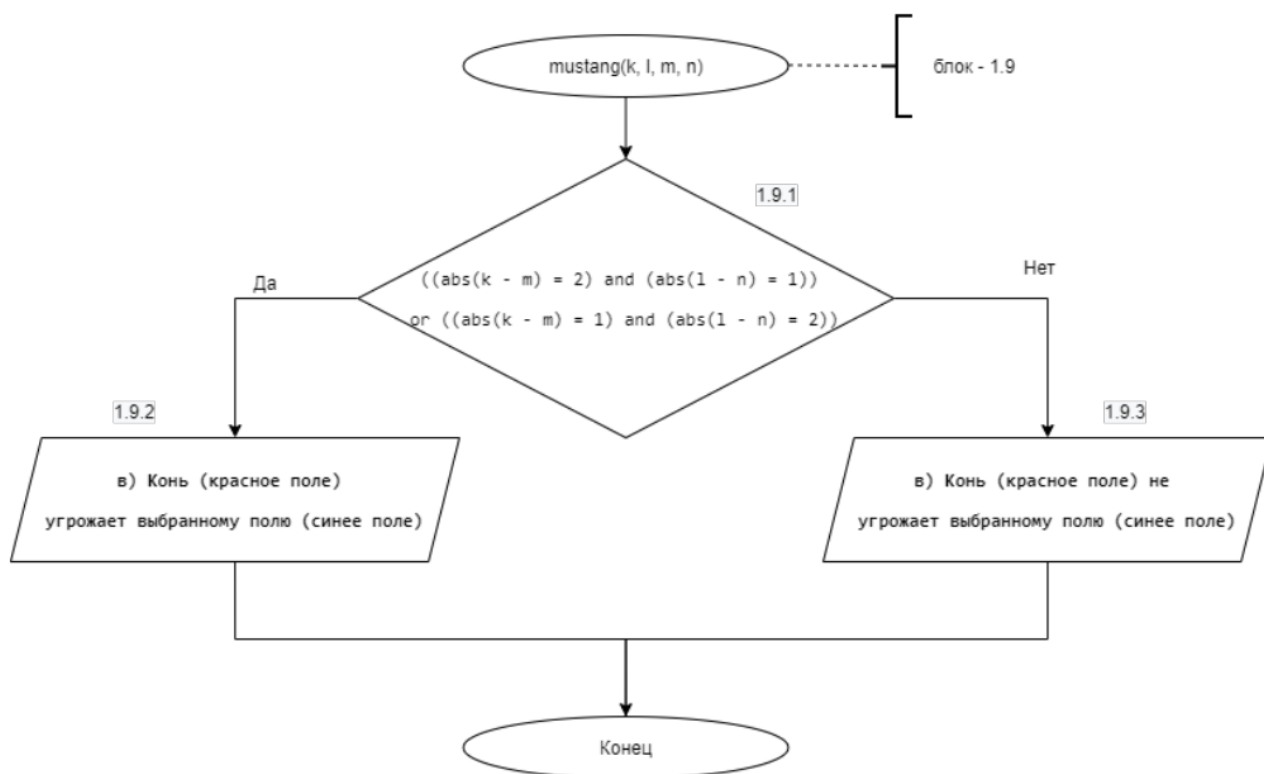 mustang(k, l, m, n)
блок - 1.9
1.9.1
((abs(k - m) = 2) and (abs(l - n) = 1))
or ((abs(k - m) = 1) and (abs(l - n) = 2))
Да
Нет
1.9.2
в) Конь (красное поле)
угрожает выбранному полю (синее поле)
1.9.3
в) Конь (красное поле) не
угрожает выбранному полю (синее поле)
Конец